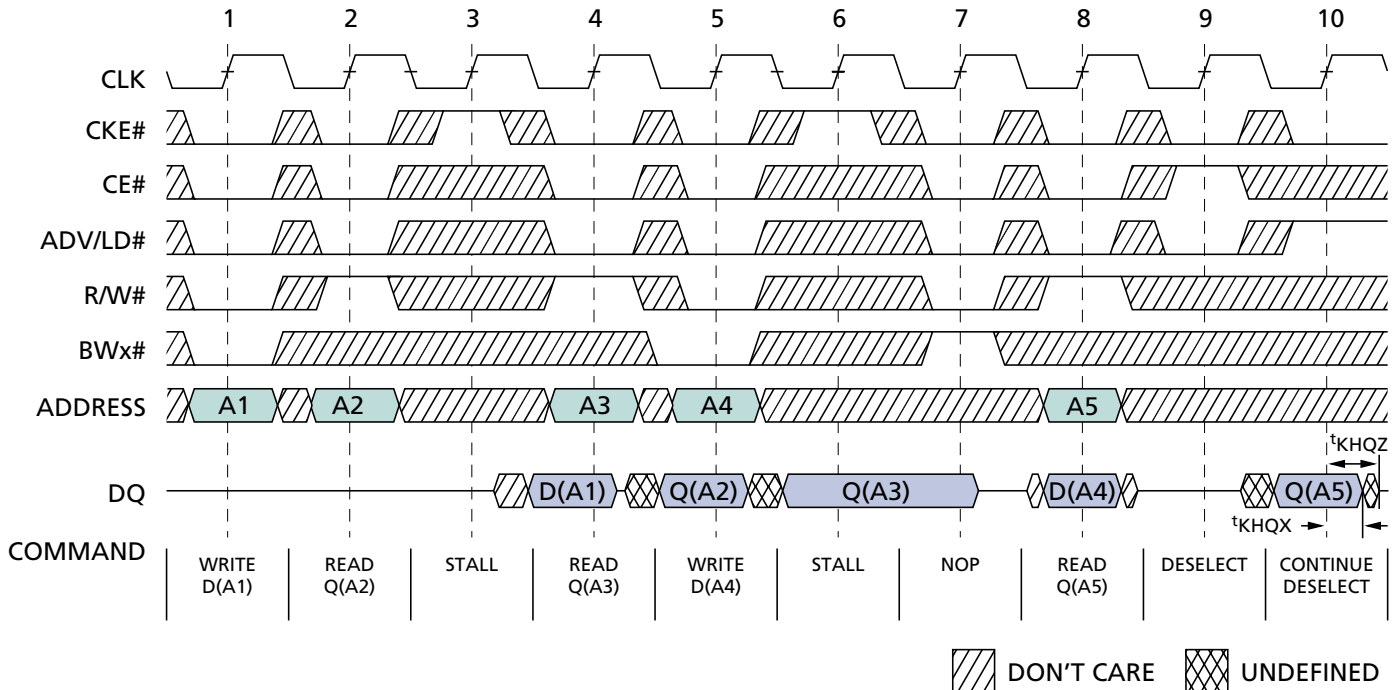 1 2 3 4 5 6 7 8 9 10
CLK
CKE#
CE#
ADV/LD#
R/W#
BWx#
ADDRESS A1 A2 A3 A4 A5
tKHQZ
DQ D(A1) Q(A2) Q(A3) D(A4) Q(A5)
tKHQX
COMMAND
WRITE READ STALL READ WRITE STALL NOP READ DESELECT CONTINUE
D(A1) Q(A2) Q(A3) D(A4) Q(A5) DESELECT
DON'T CARE UNDEFINED